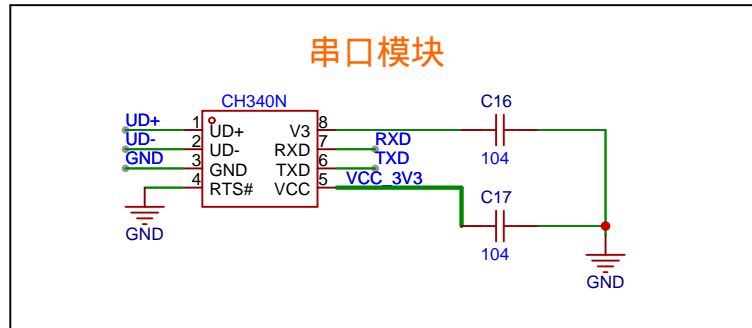 串口模块
CH340N
C16
UD+ 1 UD+ V3 8
UD- 2 UD- RXD 7 RXD
GND 3 GND TXD 6 TXD
4 RTS# VCC 5 VCC_3V3
104
C17
GND
104
GND